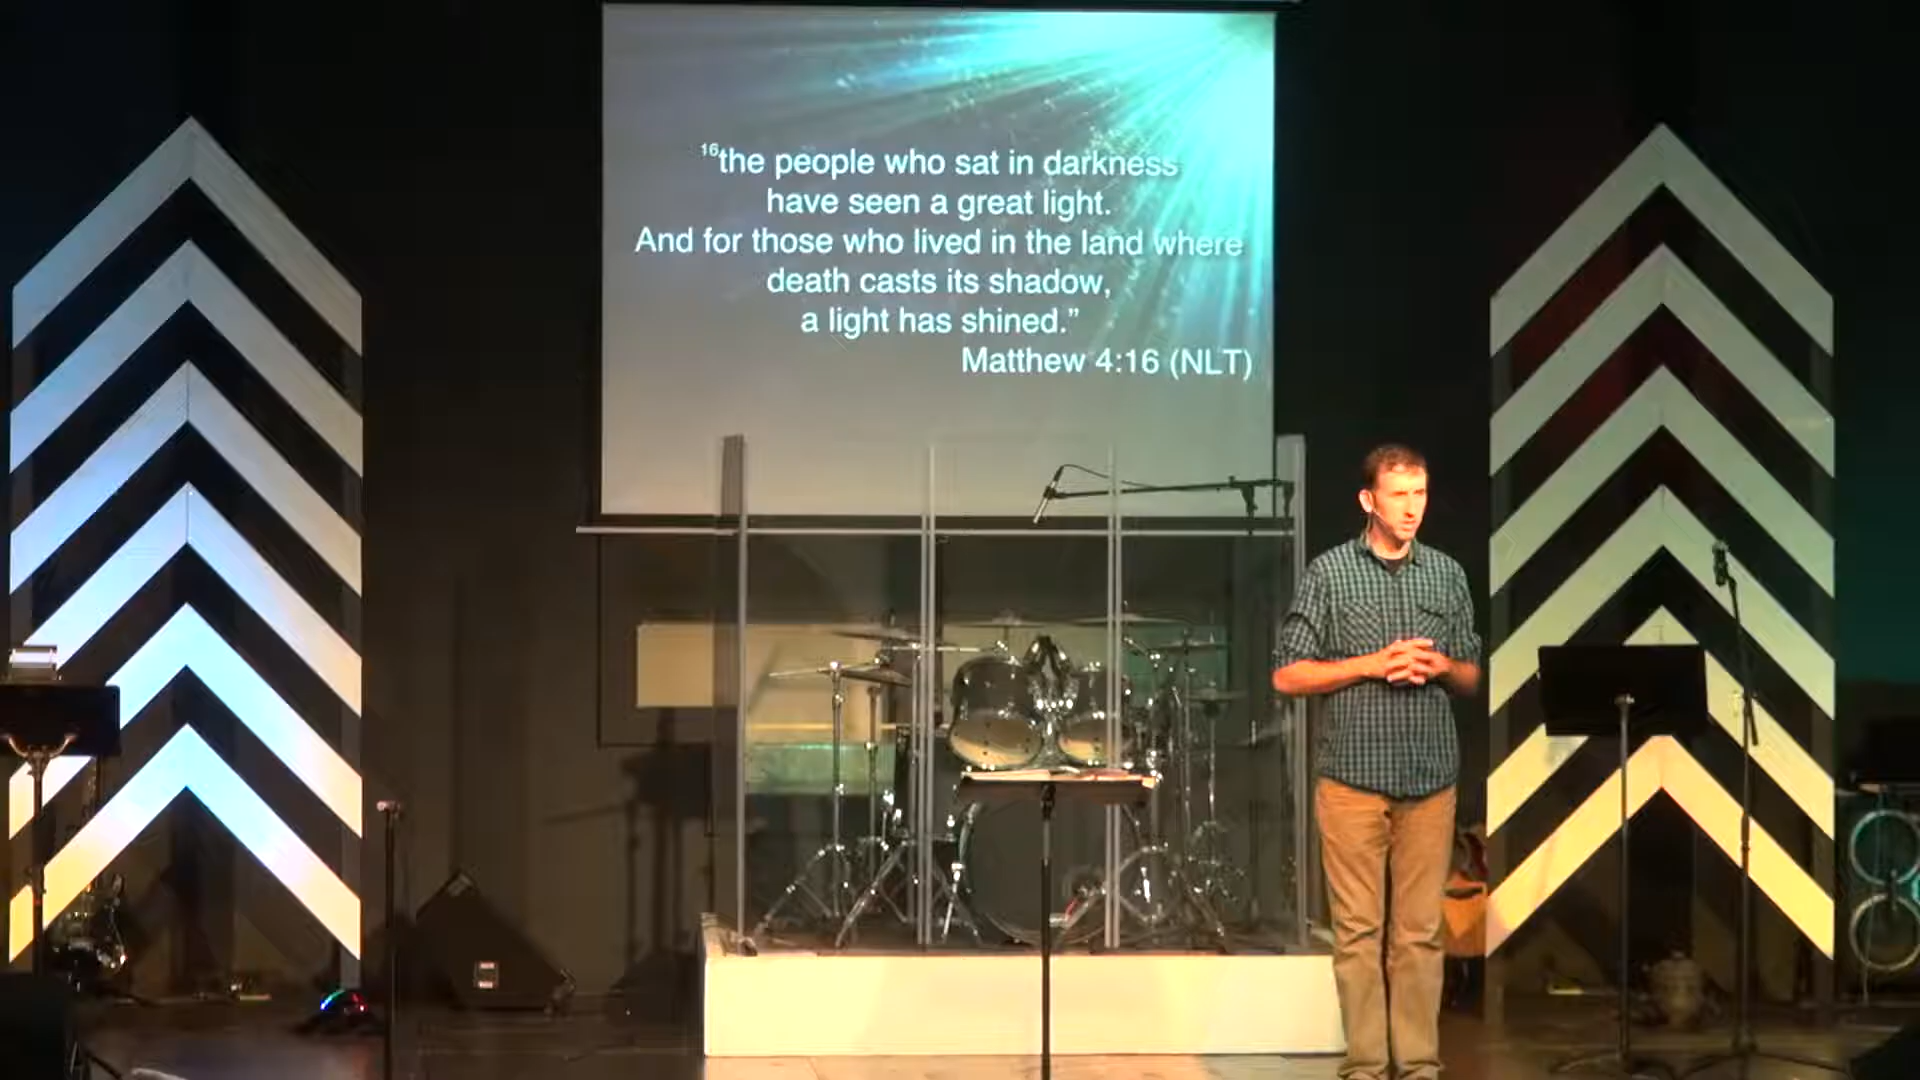 16the people who sat in darkness
have seen a great light.
And for those who lived in the land where
death casts its shadow,
a light has shined.”
Matthew 4:16 (NLT)